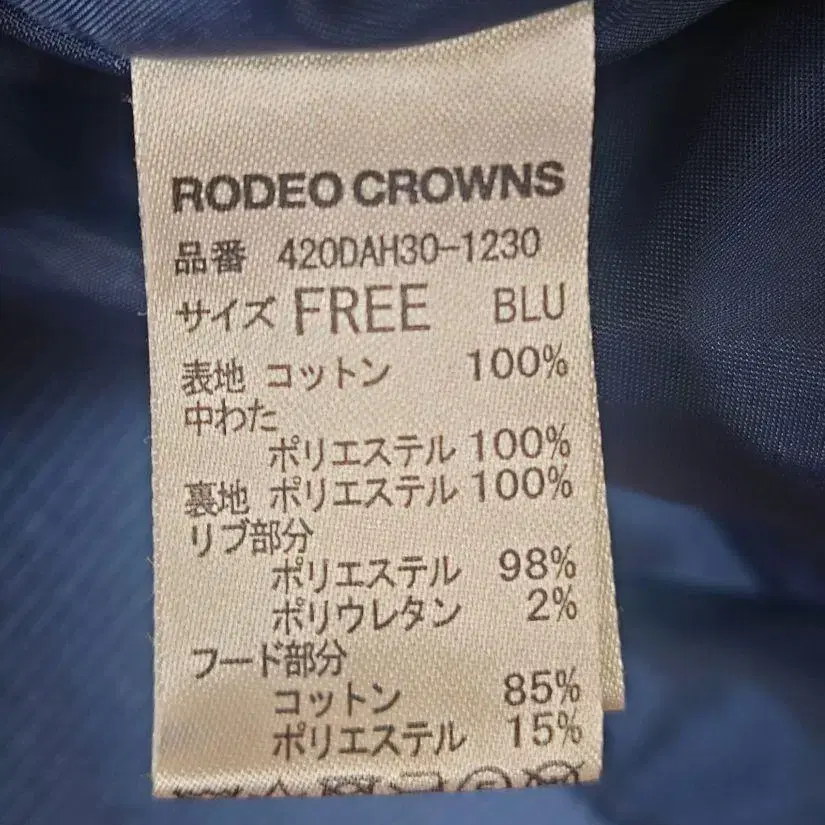 RODEO CROWNS
品番 420DAH30-1230
サイズ FREE BLU
表地 コットン 100%
中わた
ポリエステル 100%
裏地 ポリエステル 100%
リブ部分
ポリエステル 98%
ポリウレタン 2%
フード部分
コットン 85%
ポリエステル 15%